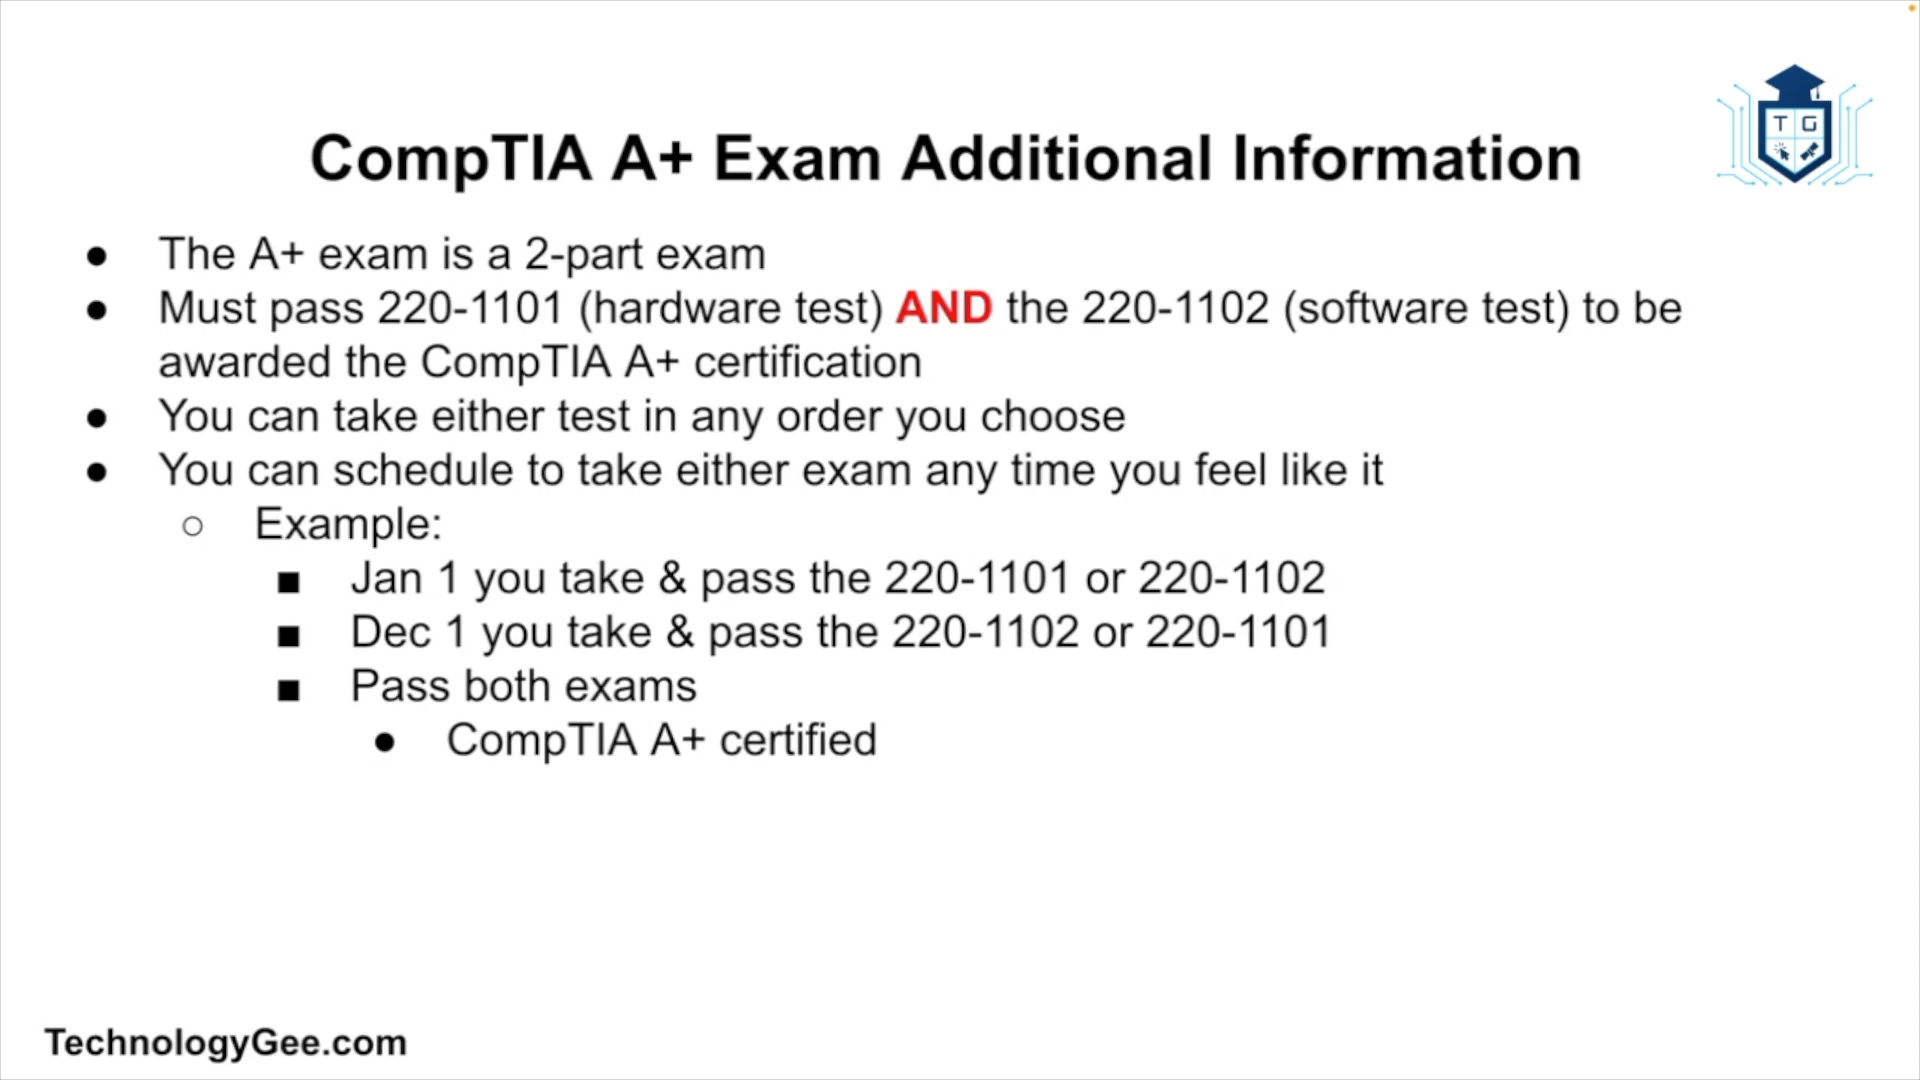 CompTIA A+ Exam Additional Information
T G
● The A+ exam is a 2-part exam
● Must pass 220-1101 (hardware test) AND the 220-1102 (software test) to be
awarded the CompTIA A+ certification
● You can take either test in any order you choose
● You can schedule to take either exam any time you feel like it
○ Example:
■ Jan 1 you take & pass the 220-1101 or 220-1102
■ Dec 1 you take & pass the 220-1102 or 220-1101
■ Pass both exams
● CompTIA A+ certified
TechnologyGee.com